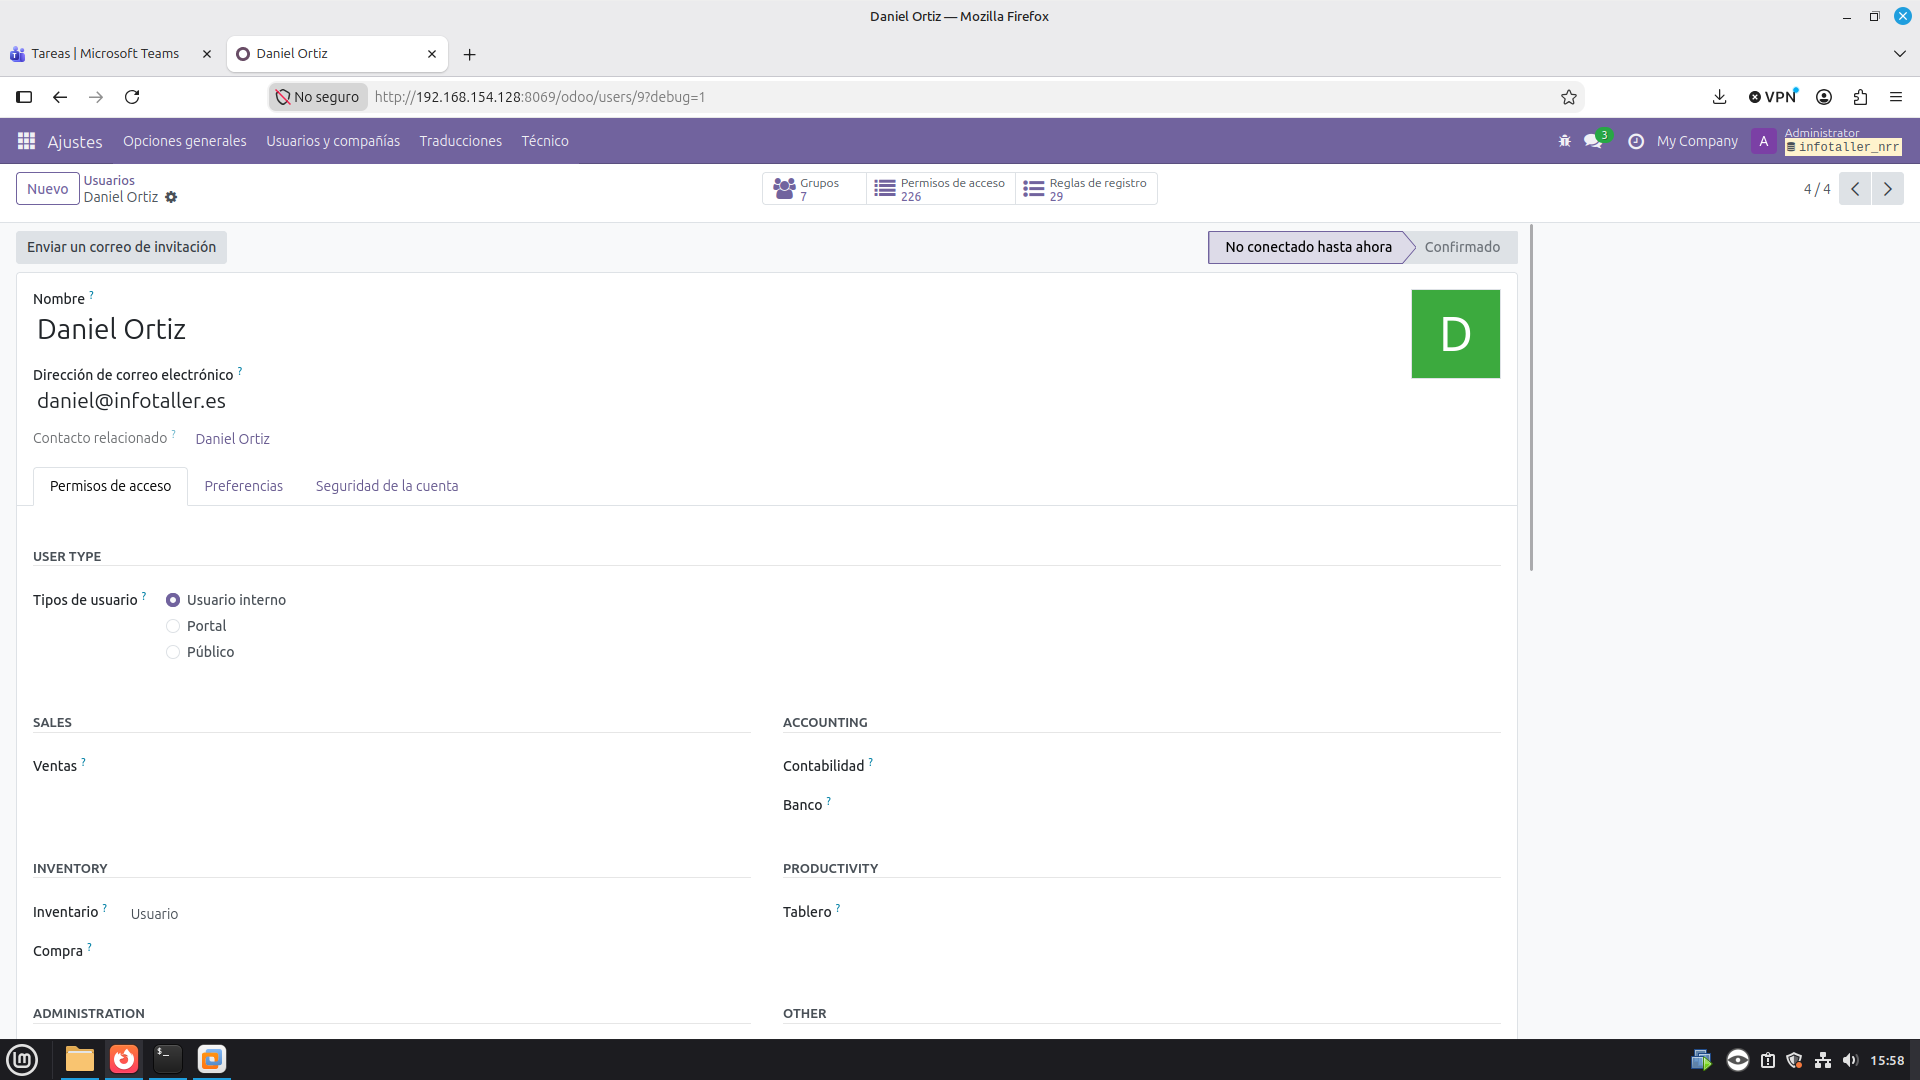 Daniel Ortiz — Mozilla Firefox
Tareas | Microsoft Teams
Daniel Ortiz
No seguro
http://192.168.154.128:8069/odoo/users/9?debug=1
VPN
Ajustes
Opciones generales
Usuarios y compañías
Traducciones
Técnico
3
My Company
A
Administrator
infotaller_nrr
Nuevo
Usuarios
Daniel Ortiz
Grupos
7
Permisos de acceso
226
Reglas de registro
29
4 / 4
Enviar un correo de invitación
No conectado hasta ahora
Confirmado
Nombre ?
Daniel Ortiz
D
Dirección de correo electrónico ?
daniel@infotaller.es
Contacto relacionado ?
Daniel Ortiz
Permisos de acceso
Preferencias
Seguridad de la cuenta
USER TYPE
Tipos de usuario ?
Usuario interno
Portal
Público
SALES
ACCOUNTING
Ventas ?
Contabilidad ?
Banco ?
INVENTORY
PRODUCTIVITY
Inventario ?
Usuario
Tablero ?
Compra ?
ADMINISTRATION
OTHER
15:58